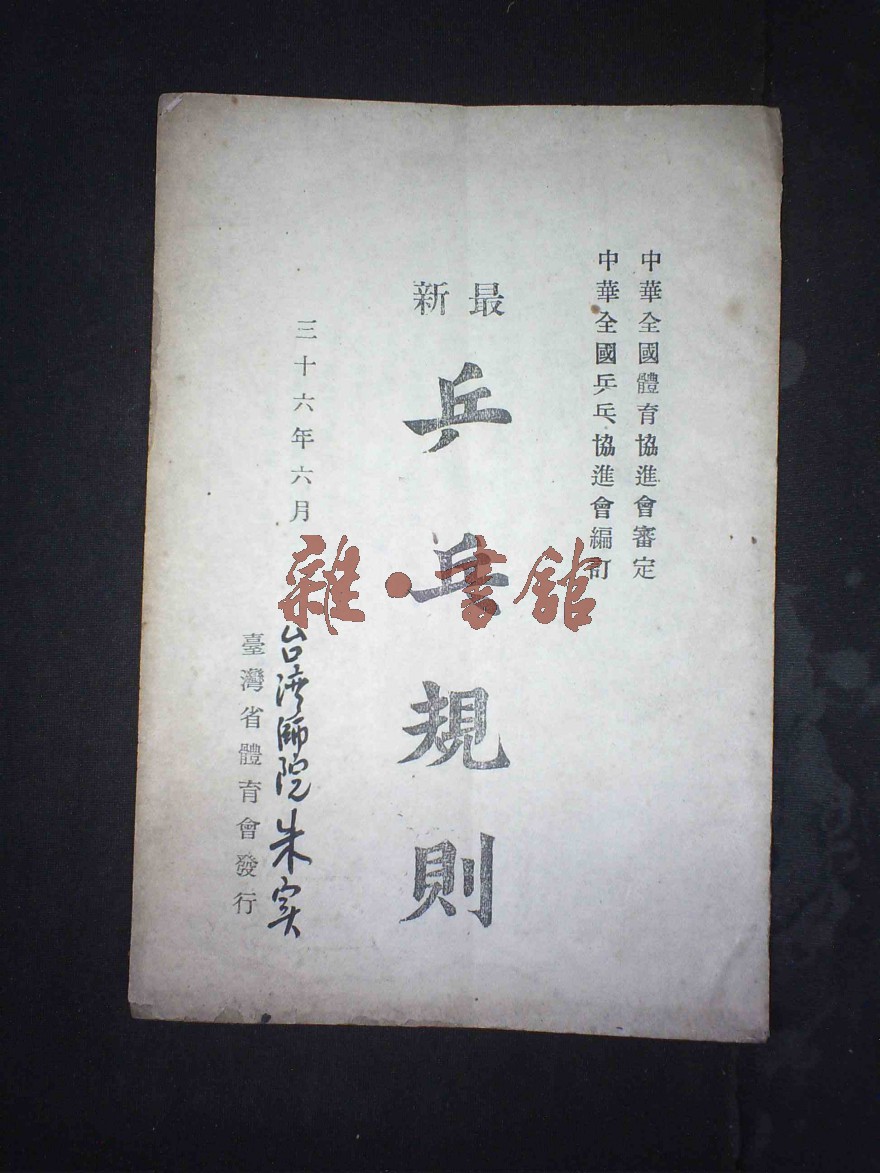 中華全國體育協進會審定
中華全國乒乓協進會編訂
最新
乒乓規則
三十六年六月
台湾師院朱実
臺灣省體育會發行
雜·書館